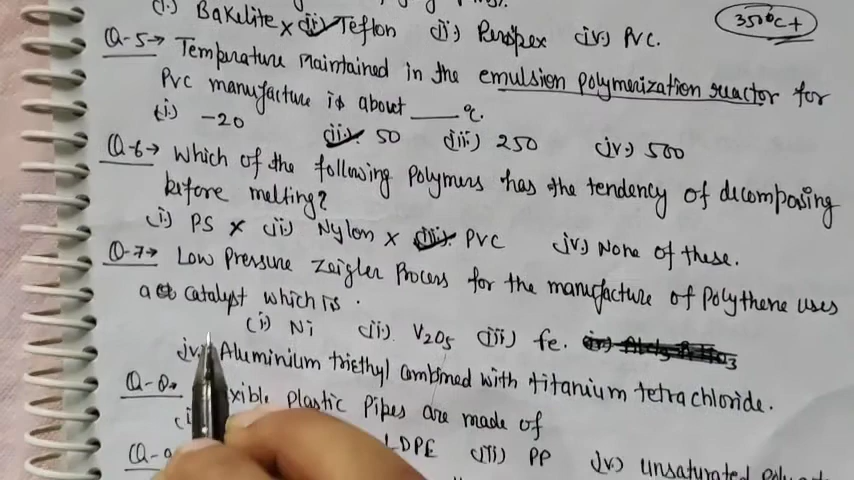 (i.) Bakelite x (ii) Teflon (ii) Perspex (iv.) PVC.
350°C +
Q-5→ Temperature Maintained in the emulsion polymerization reactor for
PVC manufacture is about ____ °C.
(i) -20 (ii.) 50 (iii.) 250 (iv.) 500
Q-6→ Which of the following Polymers has the tendency of decomposing
before melting?
(i) PS x (ii) Nylon x (iii). PVC (iv.) None of these.
Q-7→ Low Pressure Zeigler Process for the manufacture of Polythene uses
a catalyst which is .
(i) Ni (ii). V2O5 (iii) fe.
(iv.) Aluminium triethyl combined with titanium tetrachloride.
Q-8→ xible plastic Pipes are made of
LDPE (iii) PP (iv.) unsaturated